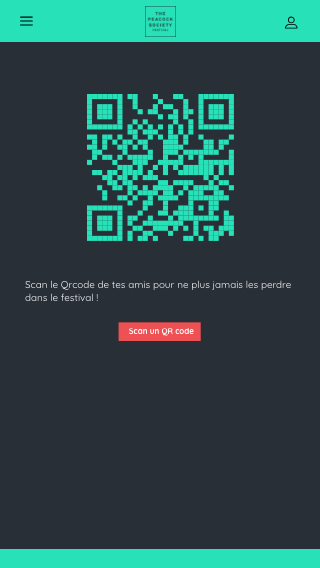 THE
PEACOCK
SOCIETY
FESTIVAL
Scan le Qrcode de tes amis pour ne plus jamais les perdre
dans le festival !
Scan un QR code